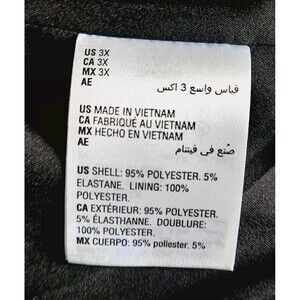 US 3X
CA 3X
MX 3X
AE قياس واسع 3 اكس
US MADE IN VIETNAM
CA FABRIQUÉ AU VIETNAM
MX HECHO EN VIETNAM
AE صُنع في فيتنام
US SHELL: 95% POLYESTER. 5%
ELASTANE. LINING: 100%
POLYESTER.
CA EXTÉRIEUR: 95% POLYESTER.
5% ÉLASTHANNE. DOUBLURE:
100% POLYESTER.
MX CUERPO: 95% poliester. 5%